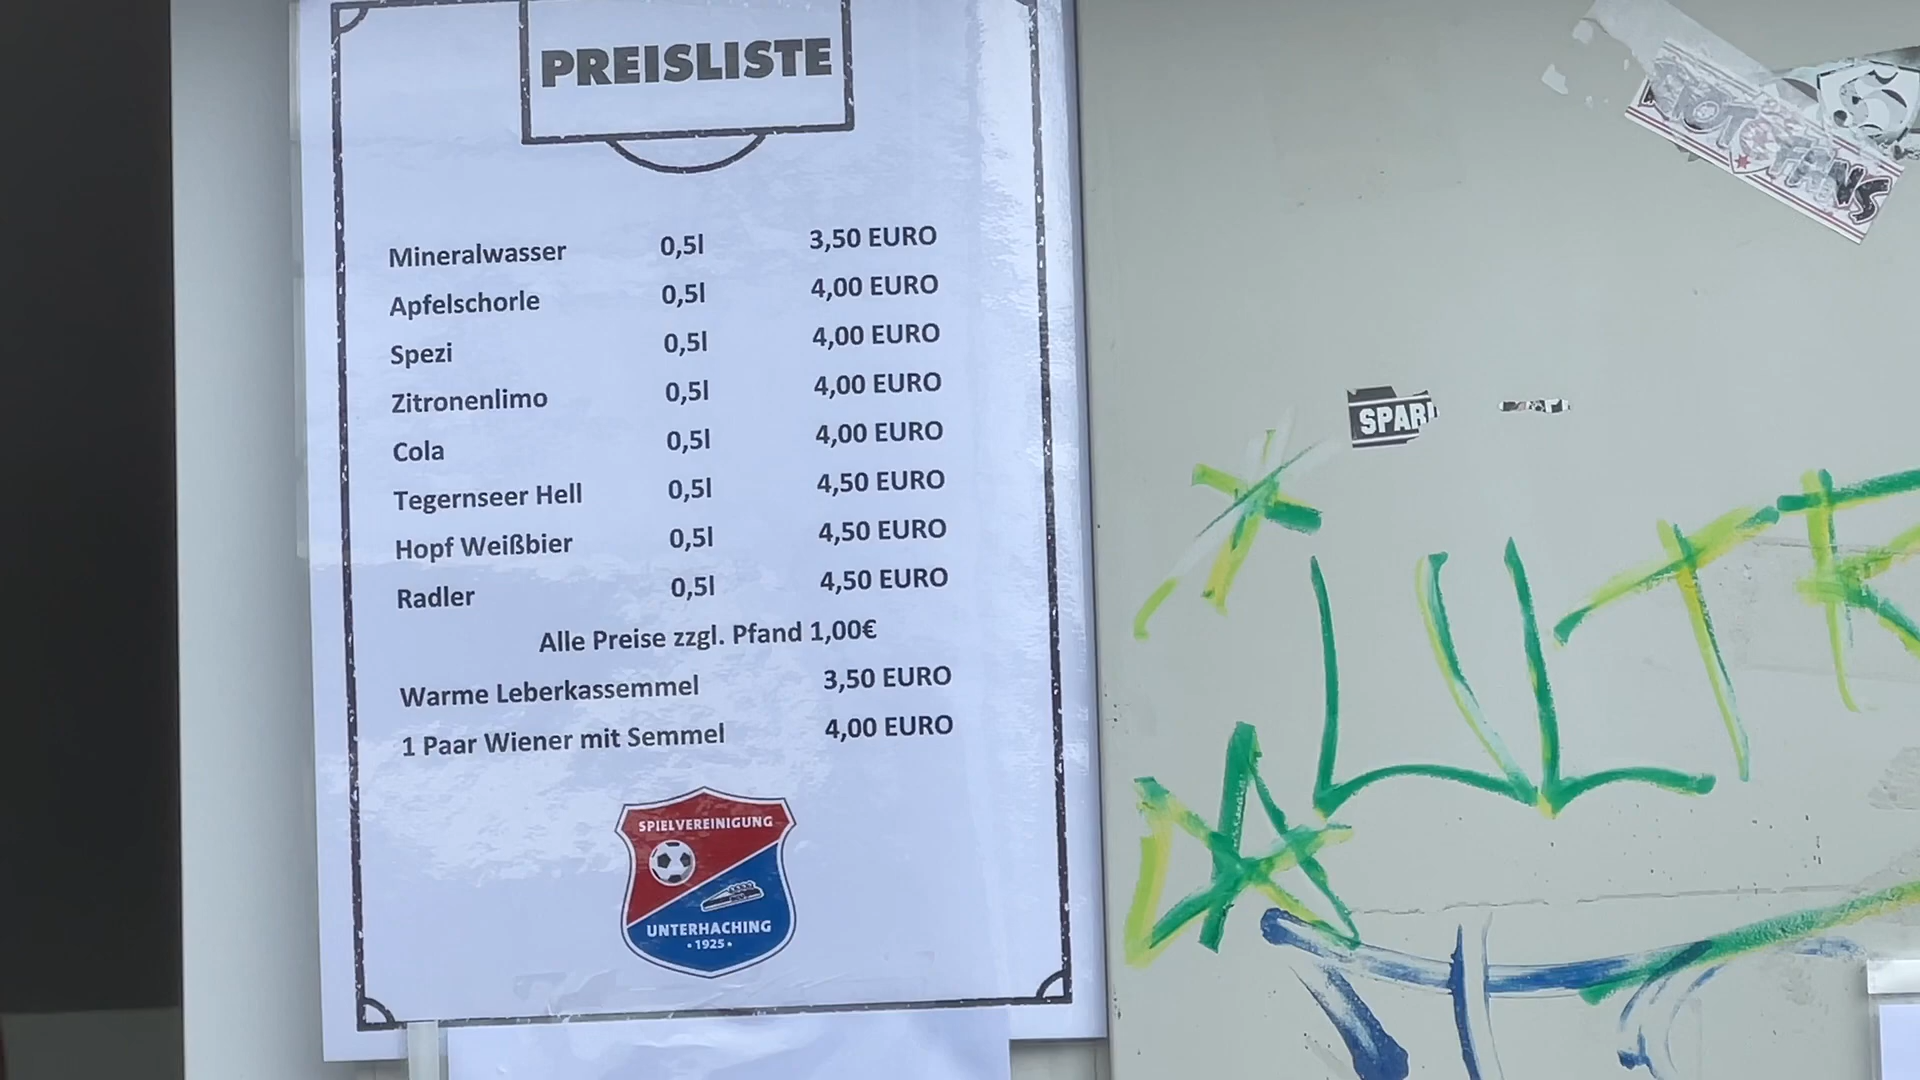 PREISLISTE
Mineralwasser 0,5l 3,50 EURO
Apfelschorle 0,5l 4,00 EURO
Spezi 0,5l 4,00 EURO
Zitronenlimo 0,5l 4,00 EURO
Cola 0,5l 4,00 EURO
Tegernseer Hell 0,5l 4,50 EURO
Hopf Weißbier 0,5l 4,50 EURO
Radler 0,5l 4,50 EURO
Alle Preise zzgl. Pfand 1,00€
Warme Leberkassemmel 3,50 EURO
1 Paar Wiener mit Semmel 4,00 EURO
SPIELVEREINIGUNG
UNTERHACHING
• 1925 •
FANS
SPAR